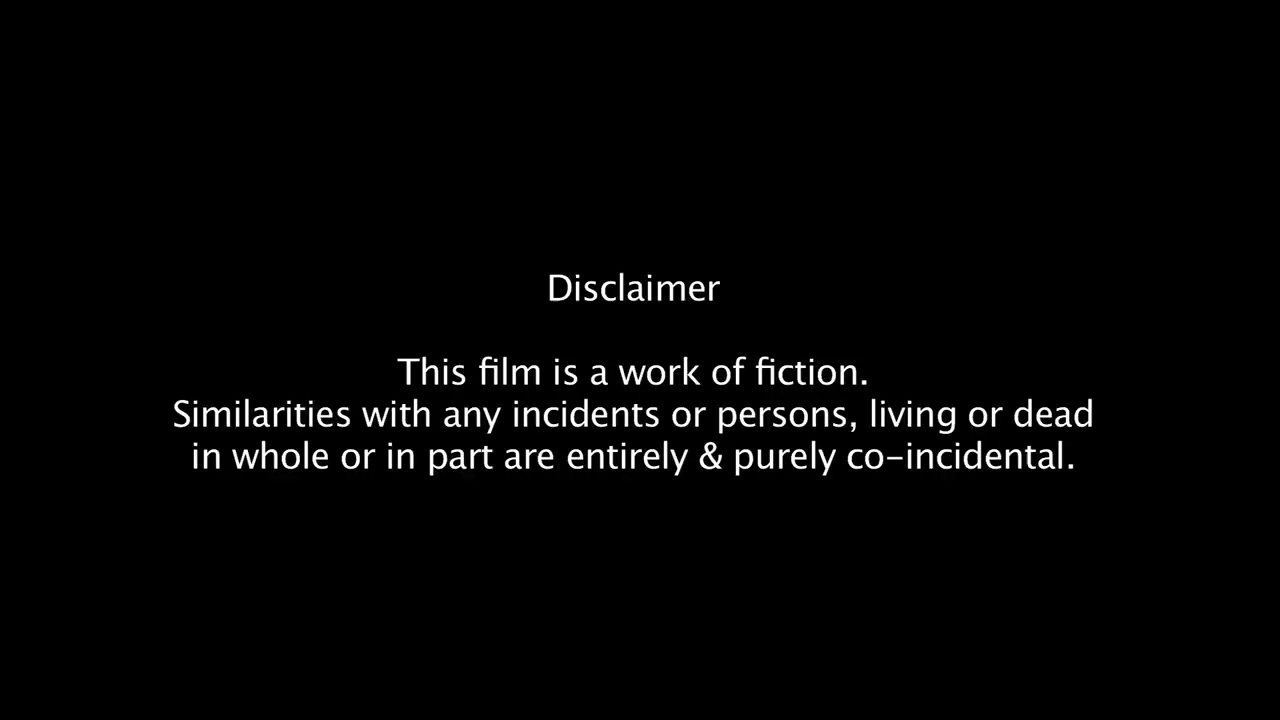 Disclaimer
This film is a work of fiction.
Similarities with any incidents or persons, living or dead
in whole or in part are entirely & purely co-incidental.